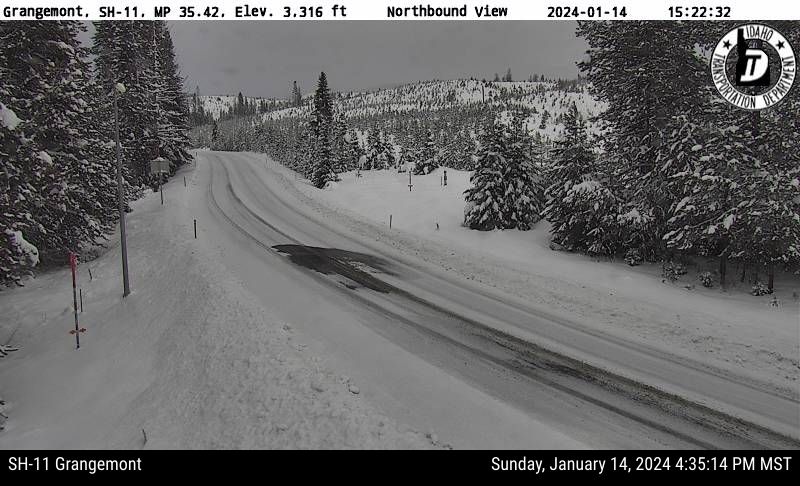 Grangemont, SH-11, MP 35.42, Elev. 3,316 ft Northbound View 2024-01-14 15:22:32
IDAHO
TRANSPORTATION DEPARTMENT
SH-11 Grangemont Sunday, January 14, 2024 4:35:14 PM MST